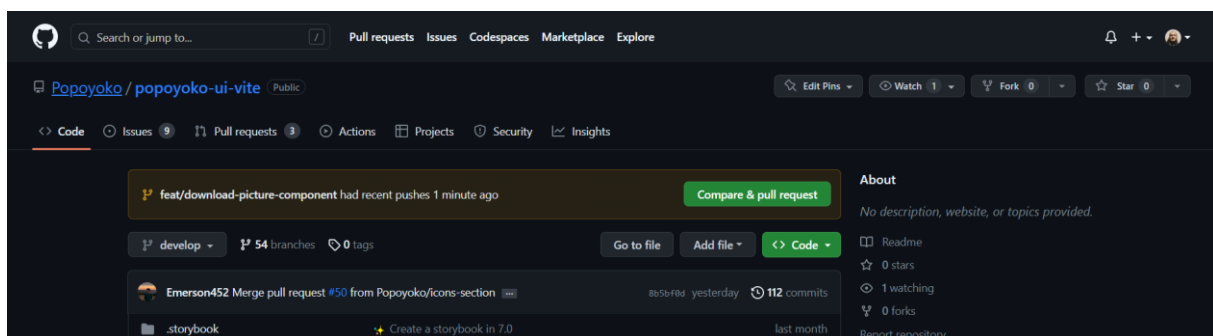 Search or jump to... / Pull requests Issues Codespaces Marketplace Explore
Popoyoko / popoyoko-ui-vite Public Edit Pins Watch 1 Fork 0 Star 0
Code Issues 9 Pull requests 3 Actions Projects Security Insights
feat/download-picture-component had recent pushes 1 minute ago Compare & pull request
About
No description, website, or topics provided.
develop 54 branches 0 tags Go to file Add file Code
Readme
0 stars
Emerson452 Merge pull request #50 from Popoyoko/icons-section ... 8b5bf0d yesterday 112 commits
1 watching
0 forks
.storybook Create a storybook in 7.0 last month
Report repository